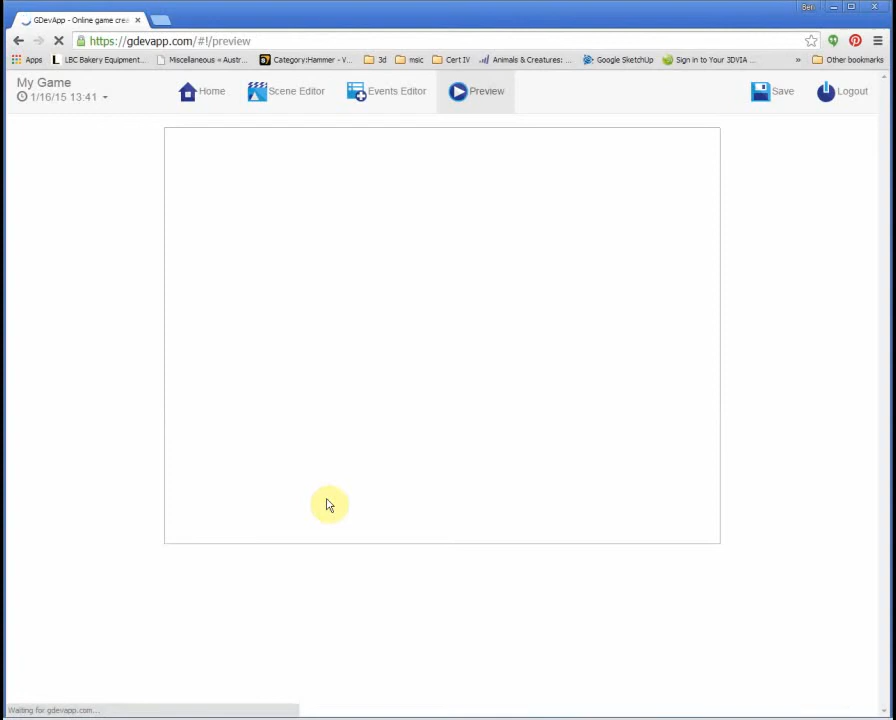 Ben
GDevApp - Online game cre
https://gdevapp.com/#!/preview
Apps LBC Bakery Equipment... Miscellaneous « Austr... Category:Hammer - V... 3d msic Cert IV Animals & Creatures: ... Google SketchUp Sign in to Your 3DVIA ... » Other bookmarks
My Game
1/16/15 13:41
Home Scene Editor Events Editor Preview Save Logout
Waiting for gdevapp.com...